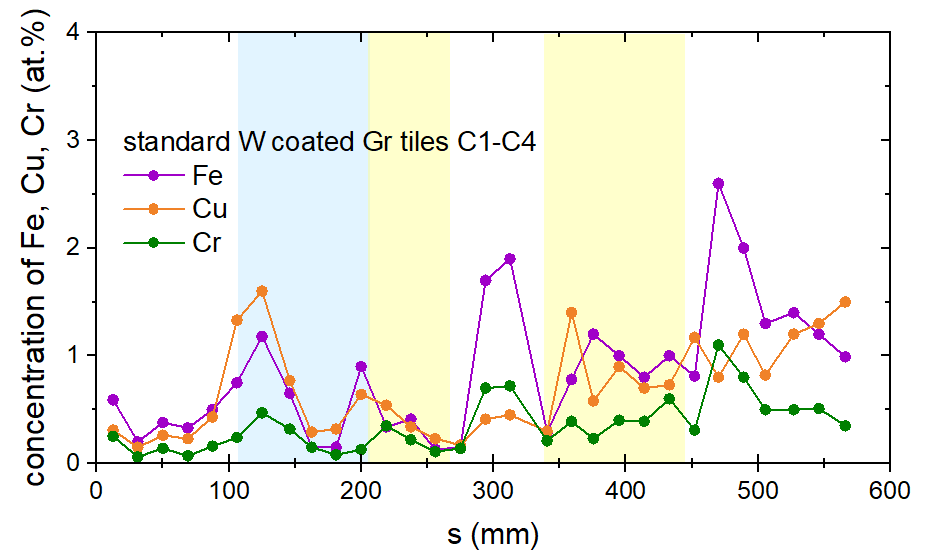 concentration of Fe, Cu, Cr (at.%)
4
3
2
1
0
standard W coated Gr tiles C1-C4
Fe
Cu
Cr
0 100 200 300 400 500 600
s (mm)